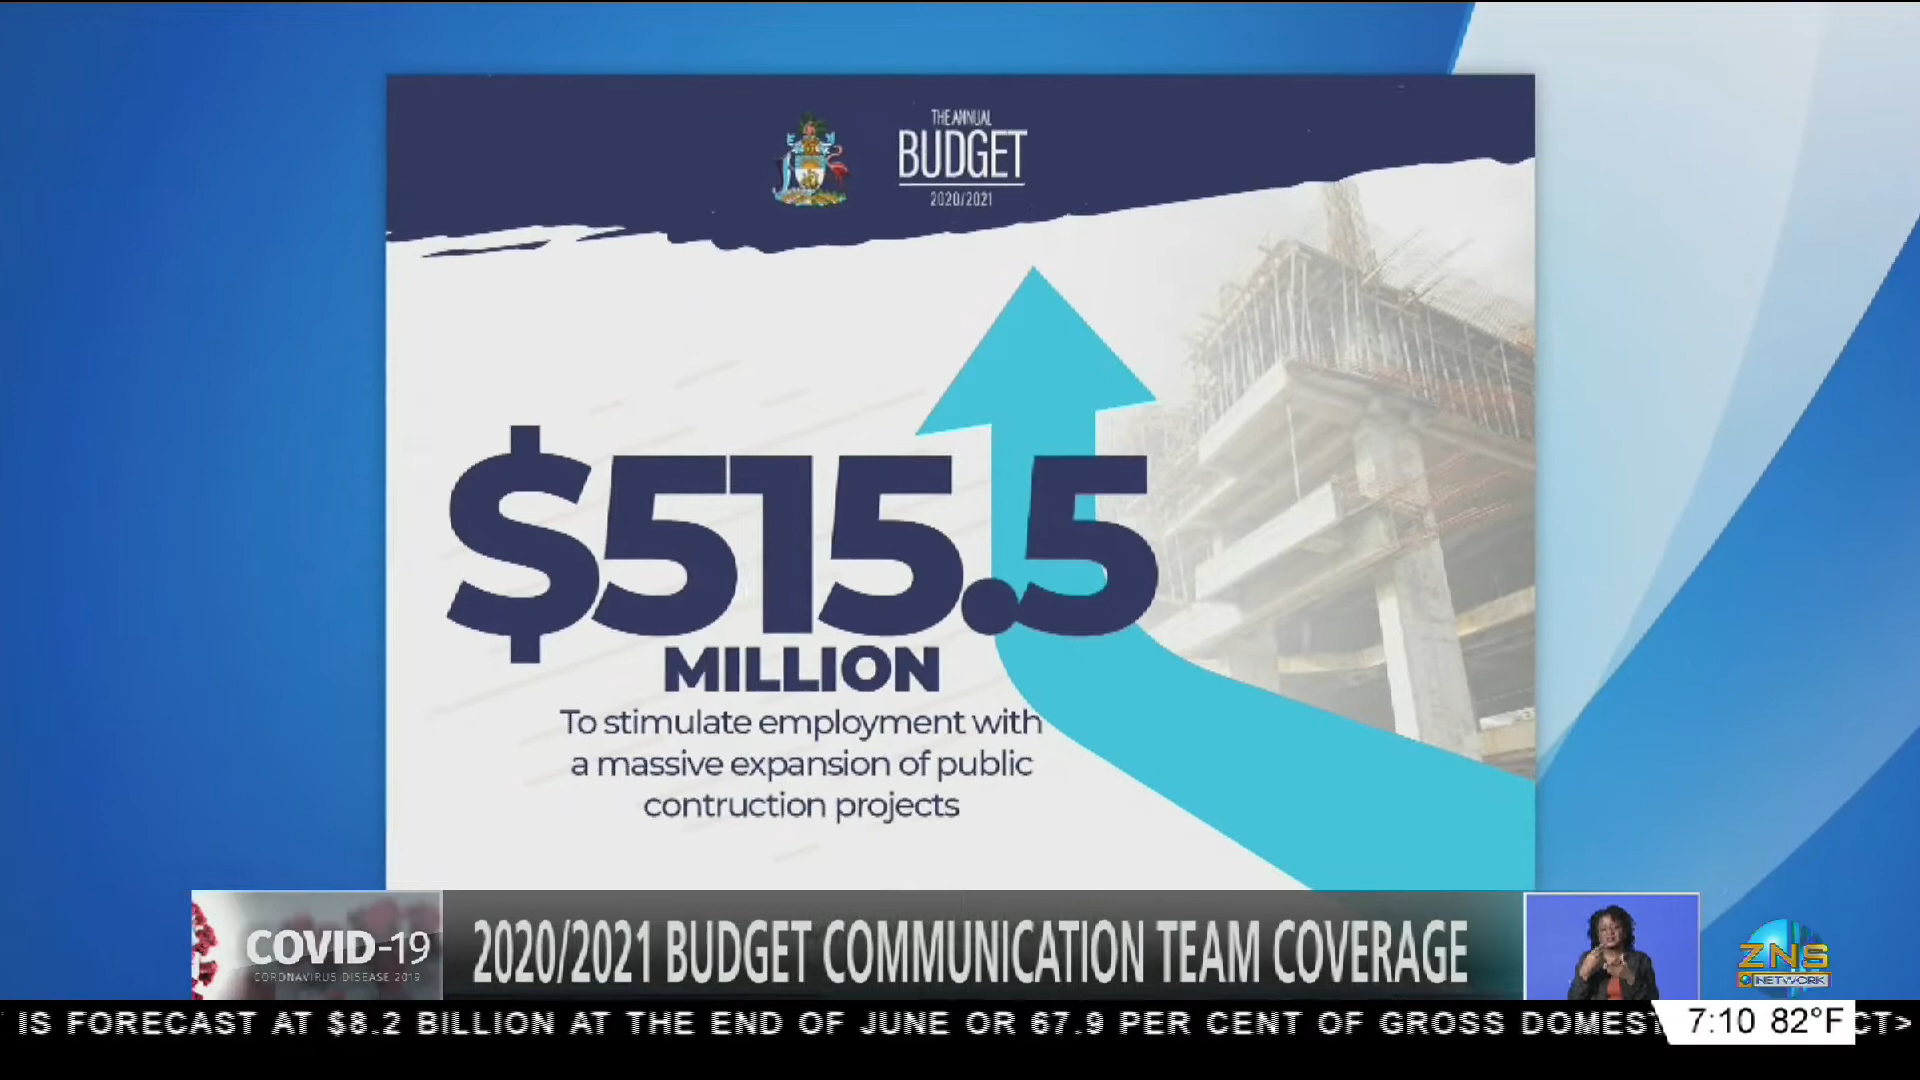 THE ANNUAL
BUDGET
2020/2021
$515.5
MILLION
To stimulate employment with
a massive expansion of public
contruction projects
COVID-19
CORONAVIRUS DISEASE 2019
2020/2021 BUDGET COMMUNICATION TEAM COVERAGE
ZNS
NETWORK
IS FORECAST AT $8.2 BILLION AT THE END OF JUNE OR 67.9 PER CENT OF GROSS DOMEST
7:10 82°F
CT>